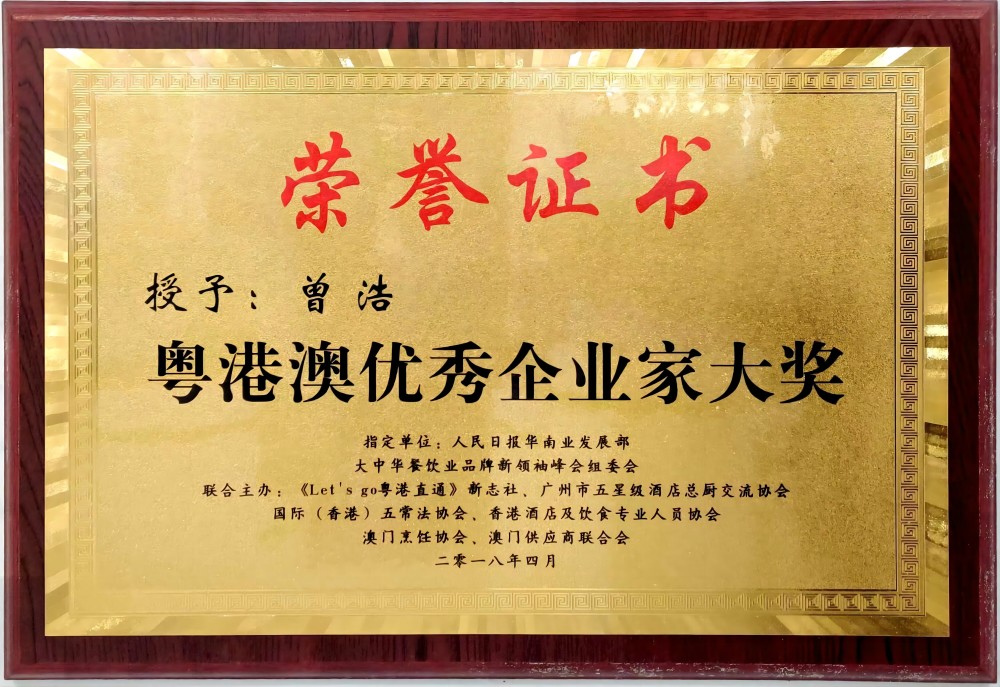 荣誉证书
授予：曾浩
粤港澳优秀企业家大奖
指定单位：人民日报华南业发展部
大中华餐饮业品牌新领袖峰会组委会
联合主办：《Let's go粤港直通》新志社、广州市五星级酒店总厨交流协会
国际（香港）五常法协会、香港酒店及饮食专业人员协会
澳门烹饪协会、澳门供应商联合会
二零一八年四月